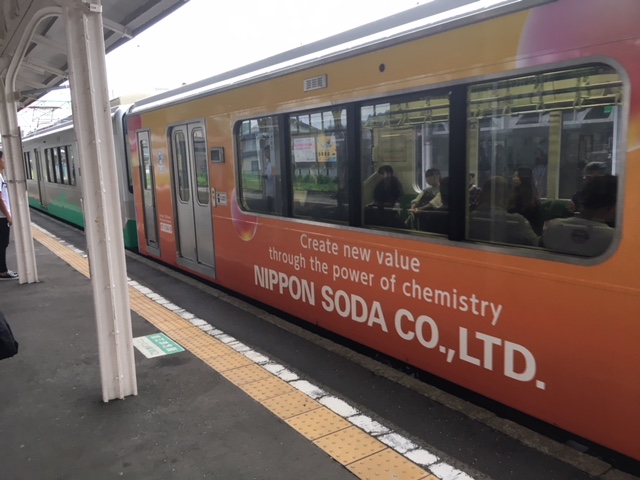 Create new value
through the power of chemistry
NIPPON SODA CO.,LTD.